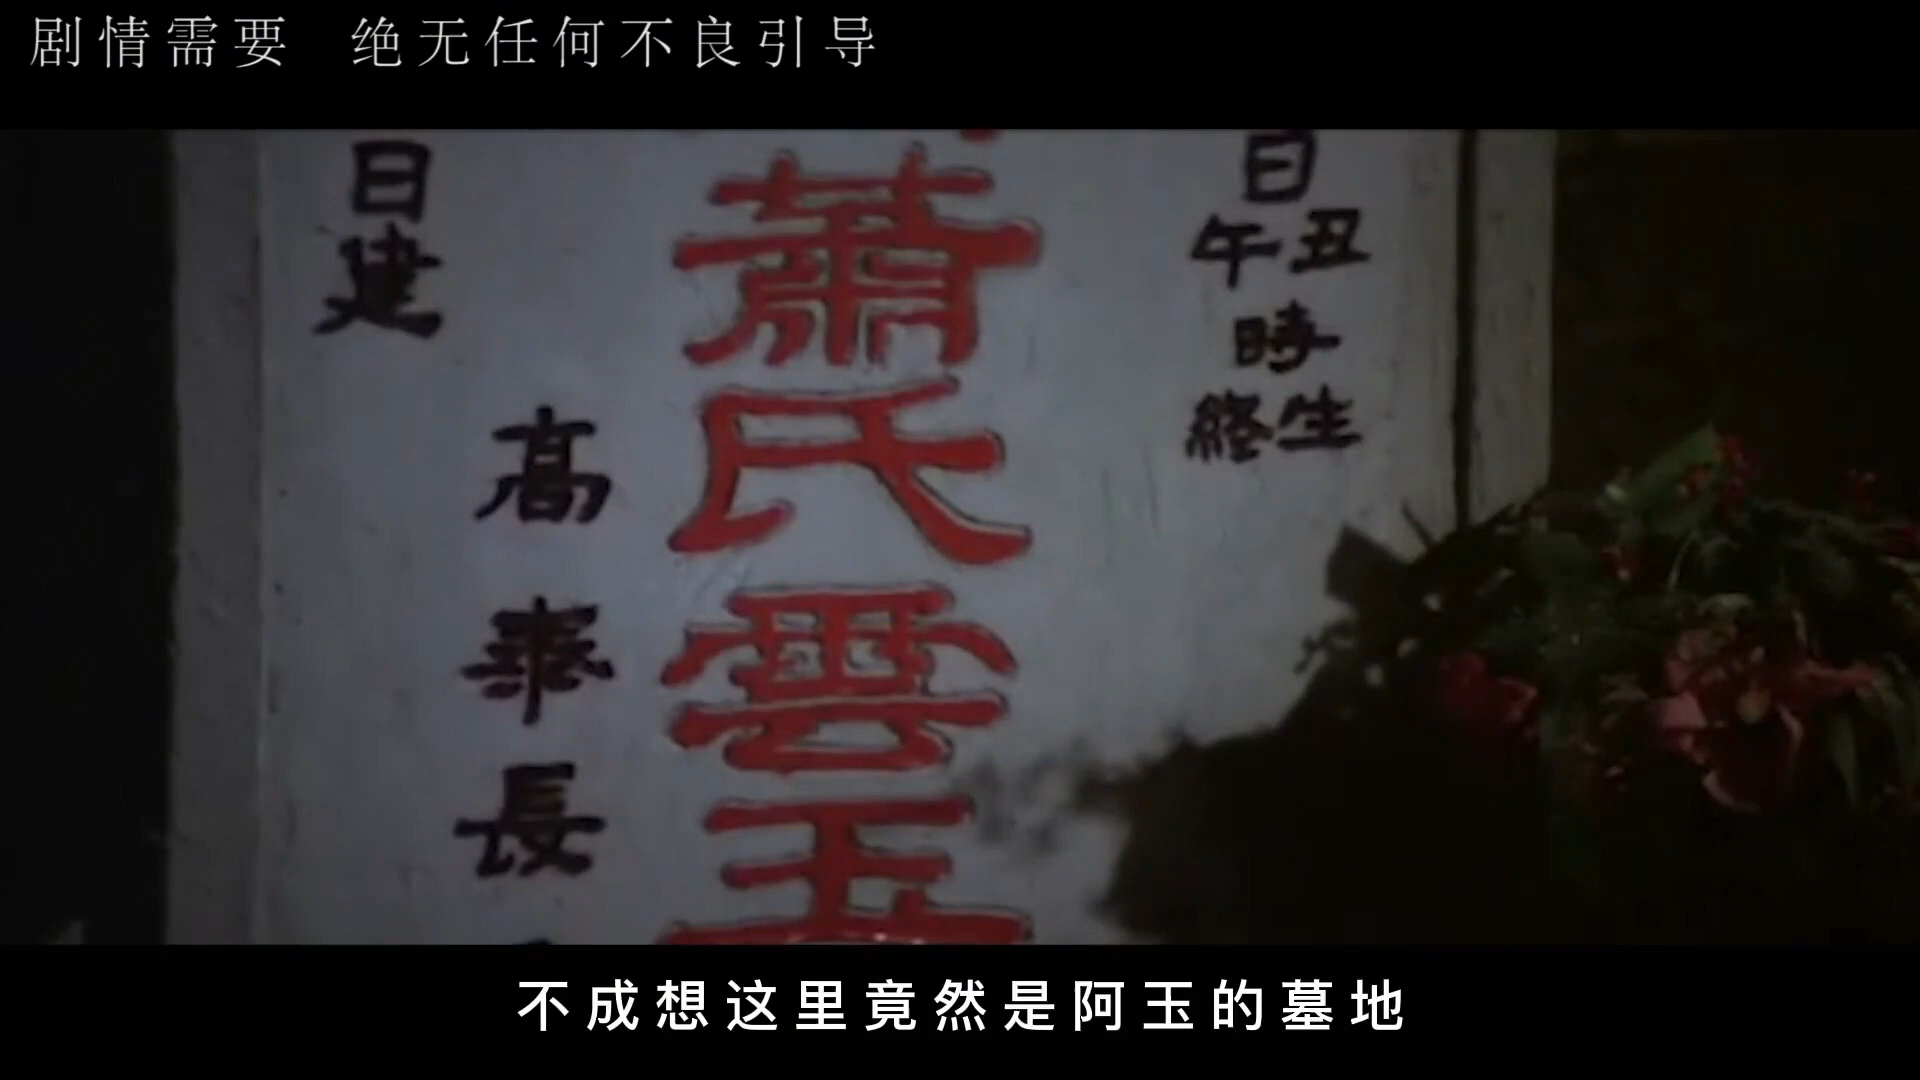 剧情需要 绝无任何不良引导
日丑午時生終
蕭氏雲玉
高華長
日建
不成想这里竟然是阿玉的墓地